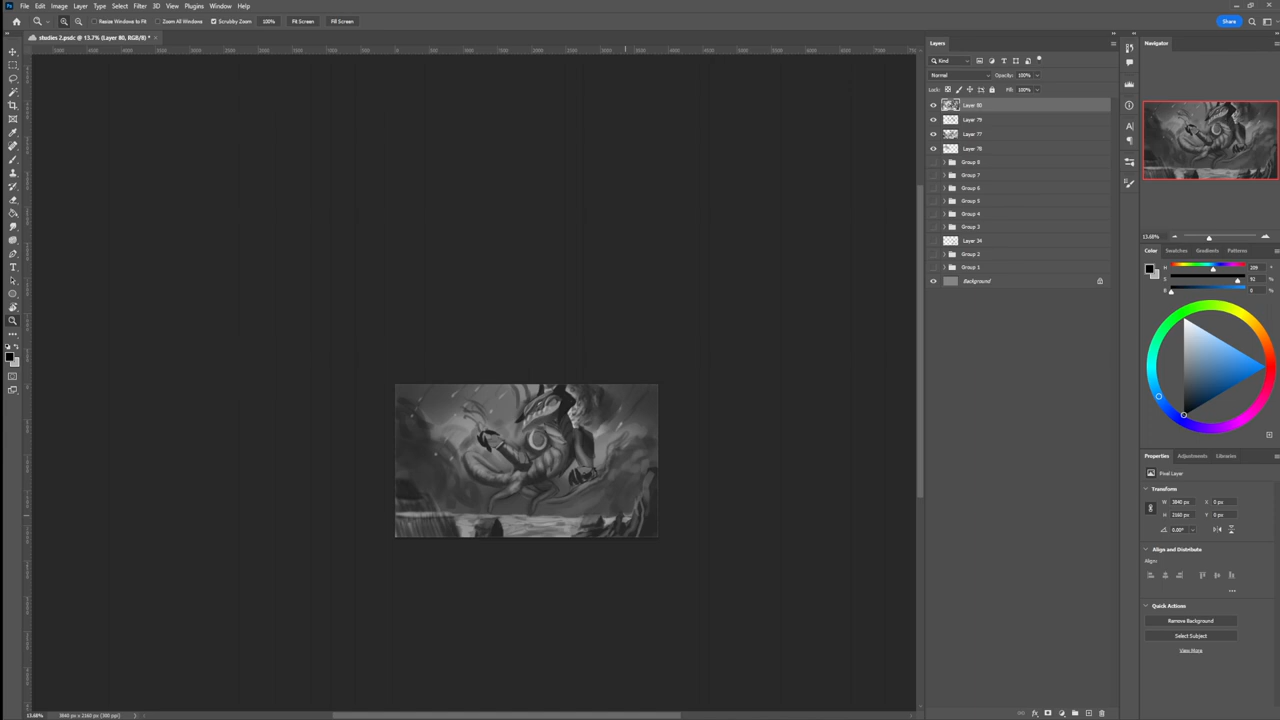 Ps File Edit Image Layer Type Select Filter 3D View Plugins Window Help
Resize Windows to Fit Zoom All Windows Scrubby Zoom 100% Fit Screen Fill Screen Share
studies 2.psdc @ 13.7% (Layer 80, RGB/8) * ×
Layers
Kind
Normal Opacity: 100%
Lock: Fill: 100%
Layer 80
Layer 79
Layer 77
Layer 78
Group 8
Group 7
Group 6
Group 5
Group 4
Group 3
Layer 34
Group 2
Group 1
Background
Navigator
13.68%
Color Swatches Gradients Patterns
H 209 °
S 92 %
B 0 %
Properties Adjustments Libraries
Pixel Layer
Transform
W 3840 px X 0 px
H 2160 px Y 0 px
0.00°
Align and Distribute
Align:
Quick Actions
Remove Background
Select Subject
View More
13.68% 3840 px x 2160 px (300 ppi)